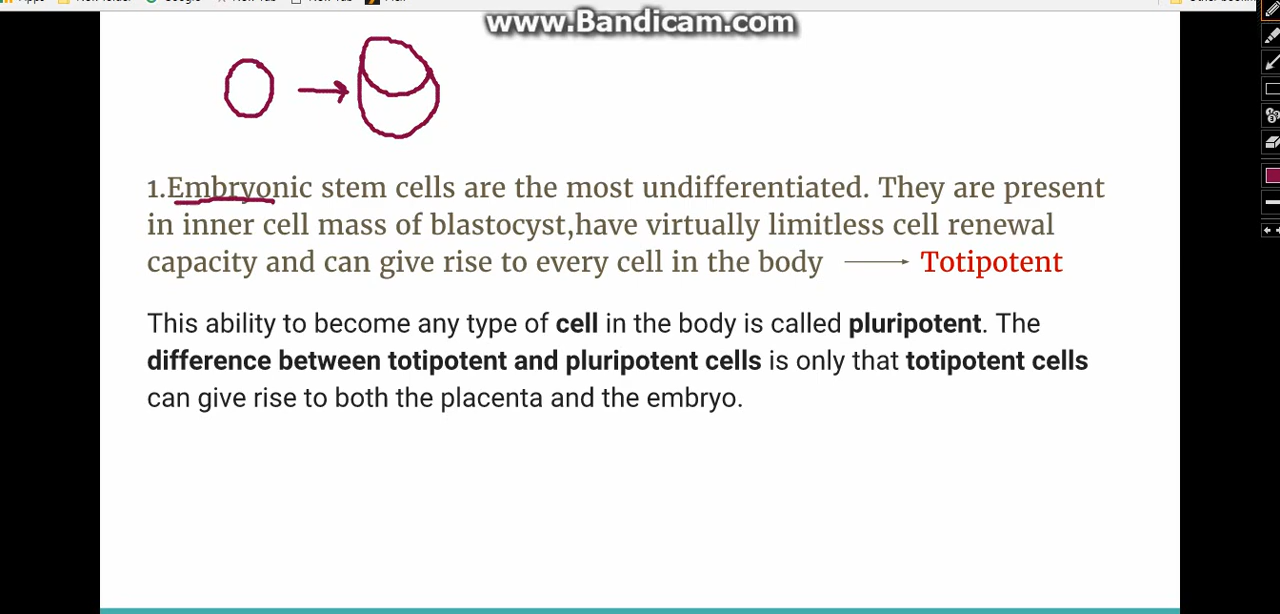 www.Bandicam.com
1.Embryonic stem cells are the most undifferentiated. They are present
in inner cell mass of blastocyst,have virtually limitless cell renewal
capacity and can give rise to every cell in the body → Totipotent
This ability to become any type of cell in the body is called pluripotent. The
difference between totipotent and pluripotent cells is only that totipotent cells
can give rise to both the placenta and the embryo.